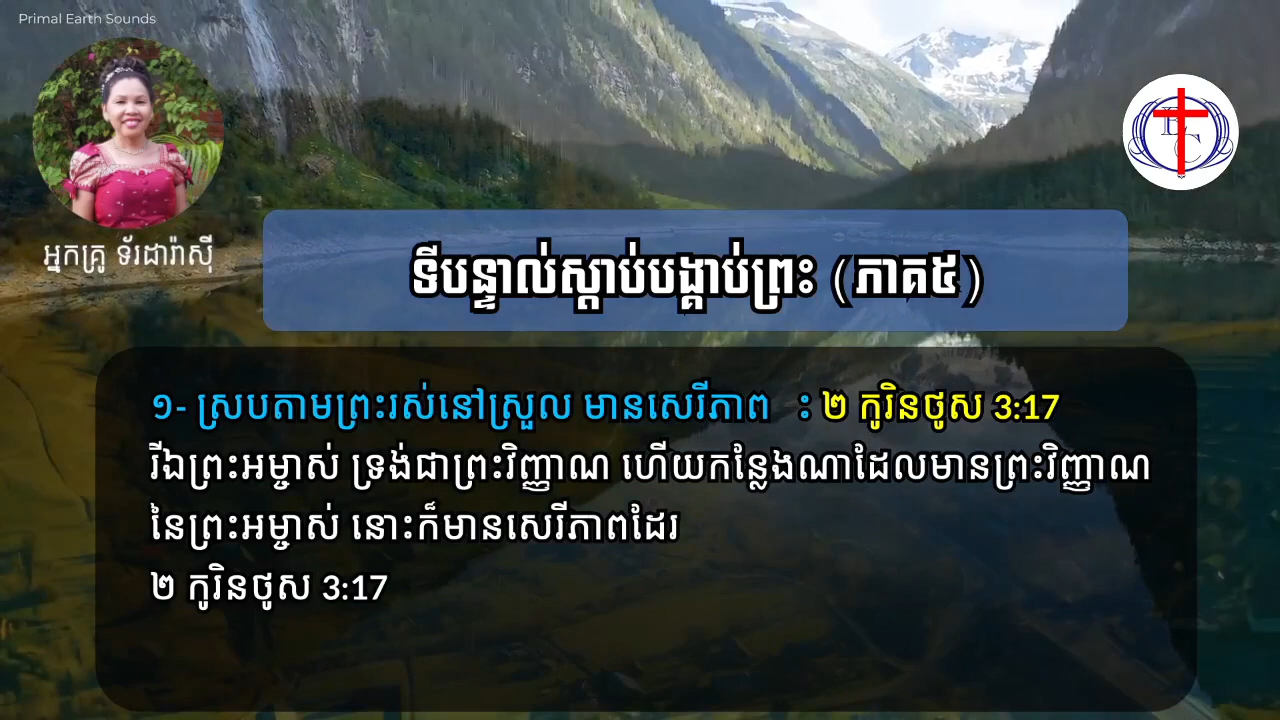 Primal Earth Sounds
អ្នកគ្រូ ទ័រដារ៉ាស៊ី
ទីបន្ទាល់ស្ដាប់បង្គាប់ព្រះ (ភាគ៥)
១- ស្របតាមព្រះរស់នៅស្រួល មានសេរីភាព ៖ ២ កូរិនថូស 3:17
រីឯព្រះអម្ចាស់ ទ្រង់ជាព្រះវិញ្ញាណ ហើយកន្លែងណាដែលមានព្រះវិញ្ញាណ
នៃព្រះអម្ចាស់ នោះក៏មានសេរីភាពដែរ
២ កូរិនថូស 3:17